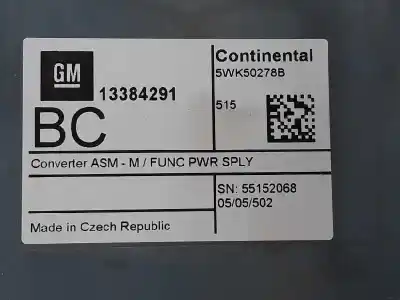 GM
13384291
BC
Continental
5WK50278B
515
Converter ASM - M / FUNC PWR SPLY
SN: 55152068
05/05/502
Made in Czech Republic